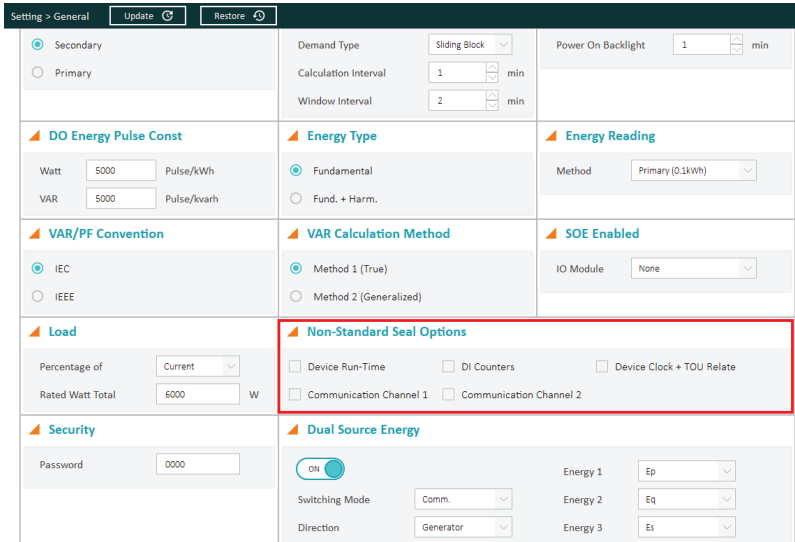 Setting > General Update Restore
Secondary Demand Type Sliding Block Power On Backlight 1 min
Primary Calculation Interval 1 min
Window Interval 2 min
DO Energy Pulse Const Energy Type Energy Reading
Watt 5000 Pulse/kWh Fundamental Method Primary (0.1kWh)
VAR 5000 Pulse/kvarh Fund. + Harm.
VAR/PF Convention VAR Calculation Method SOE Enabled
IEC Method 1 (True) IO Module None
IEEE Method 2 (Generalized)
Load Non-Standard Seal Options
Percentage of Current Device Run-Time DI Counters Device Clock + TOU Relate
Rated Watt Total 6000 W Communication Channel 1 Communication Channel 2
Security Dual Source Energy
Password 0000 ON Energy 1 Ep
Switching Mode Comm. Energy 2 Eq
Direction Generator Energy 3 Es